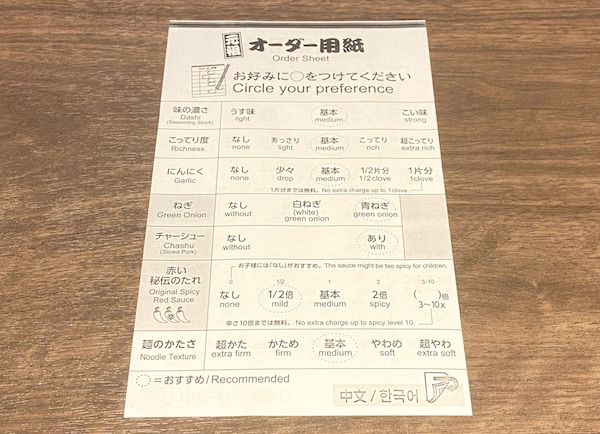 元祖 オーダー用紙
Order Sheet
お好みに○をつけてください
Circle your preference
味の濃さ うす味 基本 こい味
Dashi light medium strong
(Seasoning Stock)
こってり度 なし あっさり 基本 こってり 超こってり
Richness none light medium rich extra rich
にんにく なし 少々 基本 1/2片分 1片分
Garlic none drop medium 1/2clove 1clove
1片分までは無料。No extra charge up to 1clove.
ねぎ なし 白ねぎ 青ねぎ
Green Onion without (white) green onion green onion
チャーシュー なし あり
Chashu without with
(Sliced Pork)
赤い秘伝のたれ お子様には「なし」がおすすめ。The sauce might be too spicy for children.
0 1/2 1 2 3-10
なし 1/2倍 基本 2倍 ( )倍
Original Spicy Red Sauce none mild medium spicy 3〜10x
辛さ10倍までは無料。No extra charge up to spicy level 10.
麺のかたさ 超かた かため 基本 やわめ 超やわ
Noodle Texture extra firm firm medium soft extra soft
=おすすめ/Recommended
中文/한국어